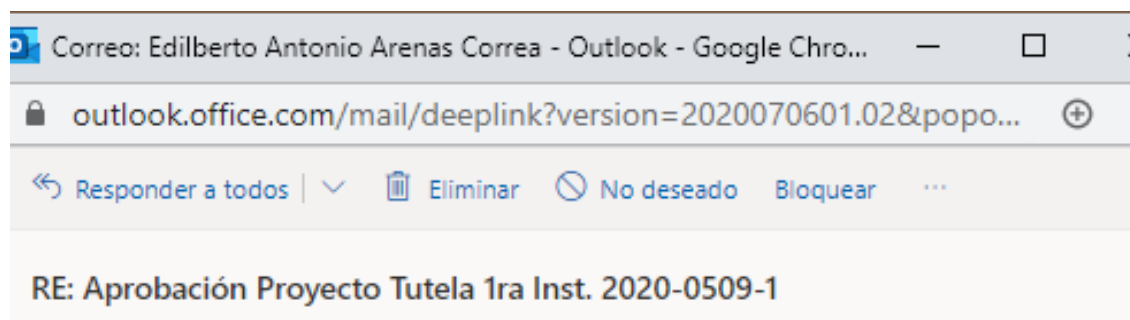 Correo: Edilberto Antonio Arenas Correa - Outlook - Google Chro...
outlook.office.com/mail/deeplink?version=2020070601.02&popo...
Responder a todos | Eliminar No deseado Bloquear ...
RE: Aprobación Proyecto Tutela 1ra Inst. 2020-0509-1